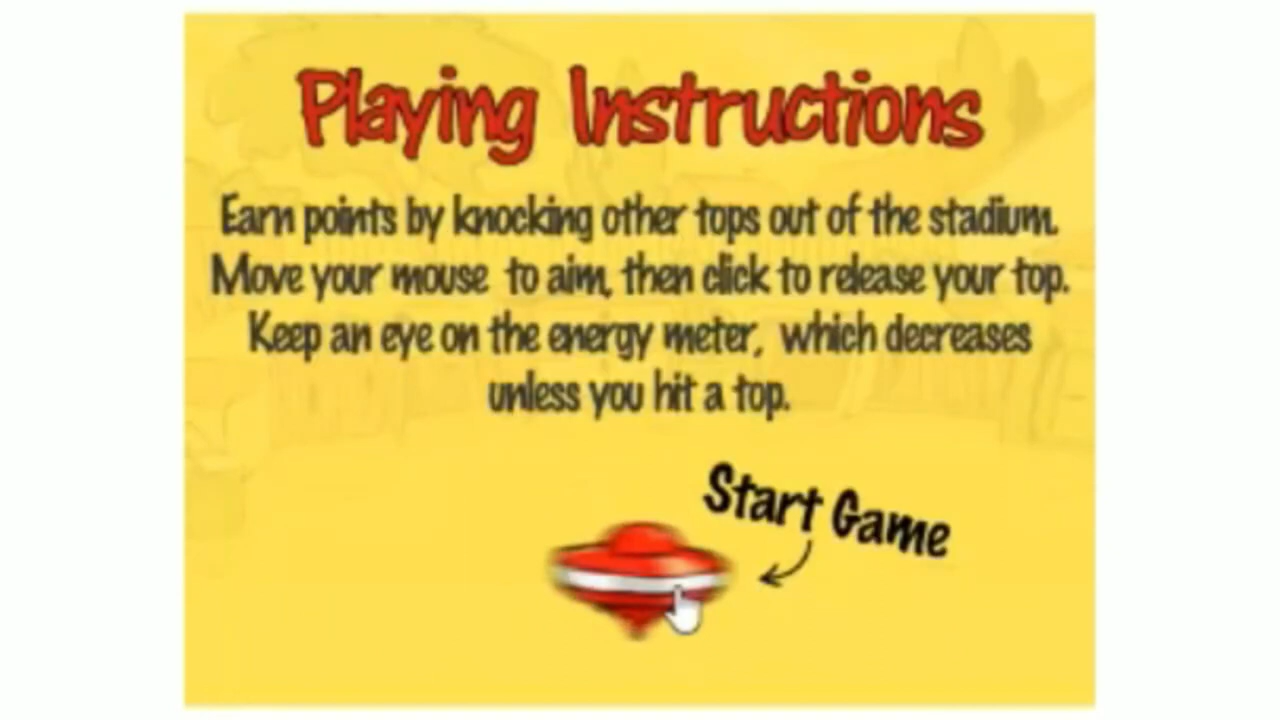 Playing Instructions
Earn points by knocking other tops out of the stadium.
Move your mouse to aim, then click to release your top.
Keep an eye on the energy meter, which decreases
unless you hit a top.
Start Game